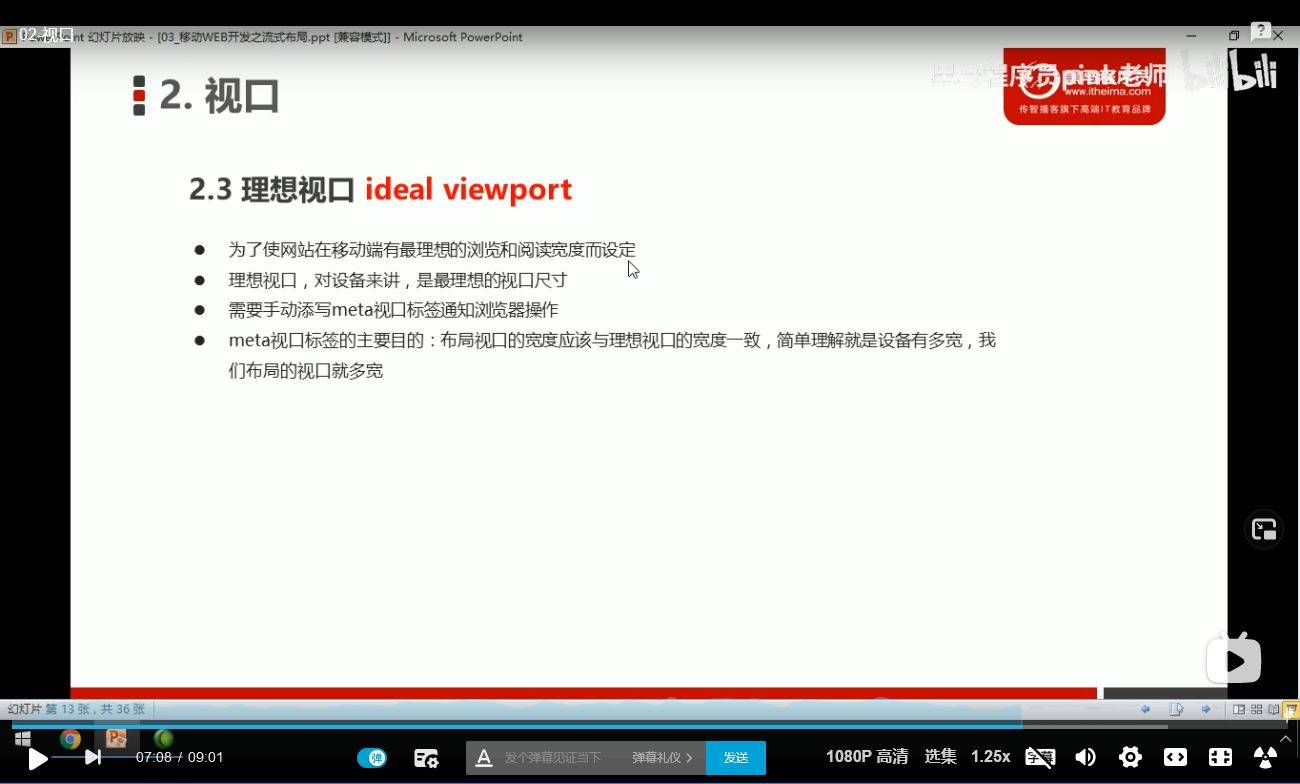 02.视口
PowerPoint 幻灯片放映 - [03_移动WEB开发之流式布局.ppt [兼容模式]] - Microsoft PowerPoint
2. 视口
黑马程序员pink老师
bilibili
www.itheima.com
传智播客旗下高端IT教育品牌
2.3 理想视口 ideal viewport
为了使网站在移动端有最理想的浏览和阅读宽度而设定
理想视口，对设备来讲，是最理想的视口尺寸
需要手动添写meta视口标签通知浏览器操作
meta视口标签的主要目的：布局视口的宽度应该与理想视口的宽度一致，简单理解就是设备有多宽，我
们布局的视口就多宽
幻灯片 第 13 张，共 36 张
07:08 / 09:01
弹
A
发个弹幕见证当下
弹幕礼仪
发送
1080P 高清
选集
1.25x
字幕